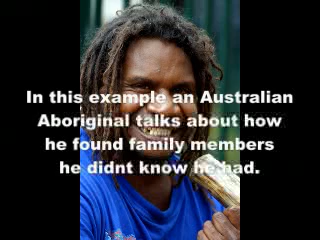 In this example an Australian
Aboriginal talks about how
he found family members
he didnt know he had.